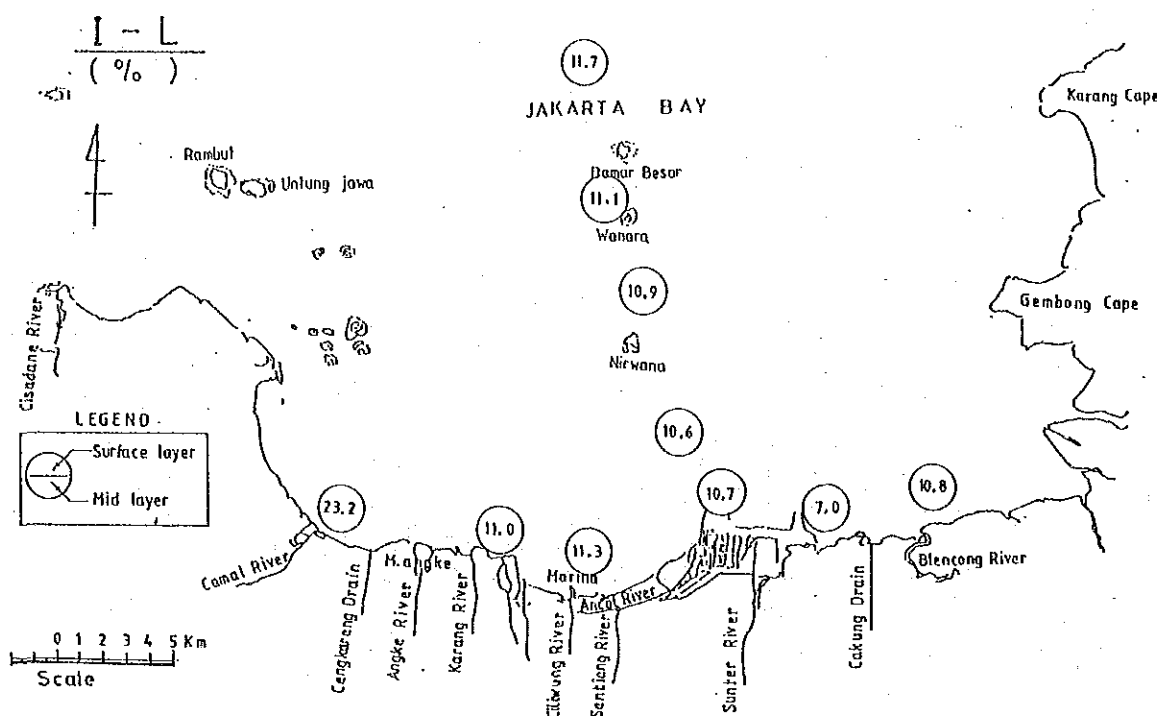 I - L
( % )
11.7
JAKARTA BAY
Karang Cape
Rambut
Untung jawa
Damar Besar
11.1
Wanara
10.9
Gembong Cape
Nirwana
Cisadane River
LEGEND
Surface layer
Mid layer
10.6
23.2
11.0
11.3
10.7
7.0
10.8
Camal River
Cengkarang Drain
Angke River
Karang River
Marina
Ciliwung River
Ancol River
Sentiong River
Sunter River
Cakung Drain
Blencong River
0 1 2 3 4 5 Km
Scale